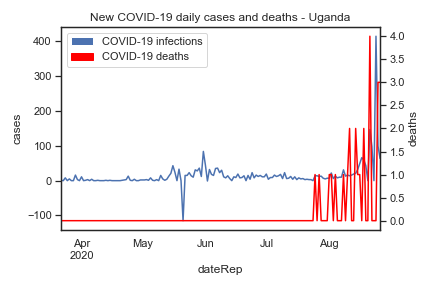 New COVID-19 daily cases and deaths - Uganda
COVID-19 infections
COVID-19 deaths
cases
400
300
200
100
0
−100
deaths
4.0
3.5
3.0
2.5
2.0
1.5
1.0
0.5
0.0
Apr
2020
May
Jun
Jul
Aug
dateRep